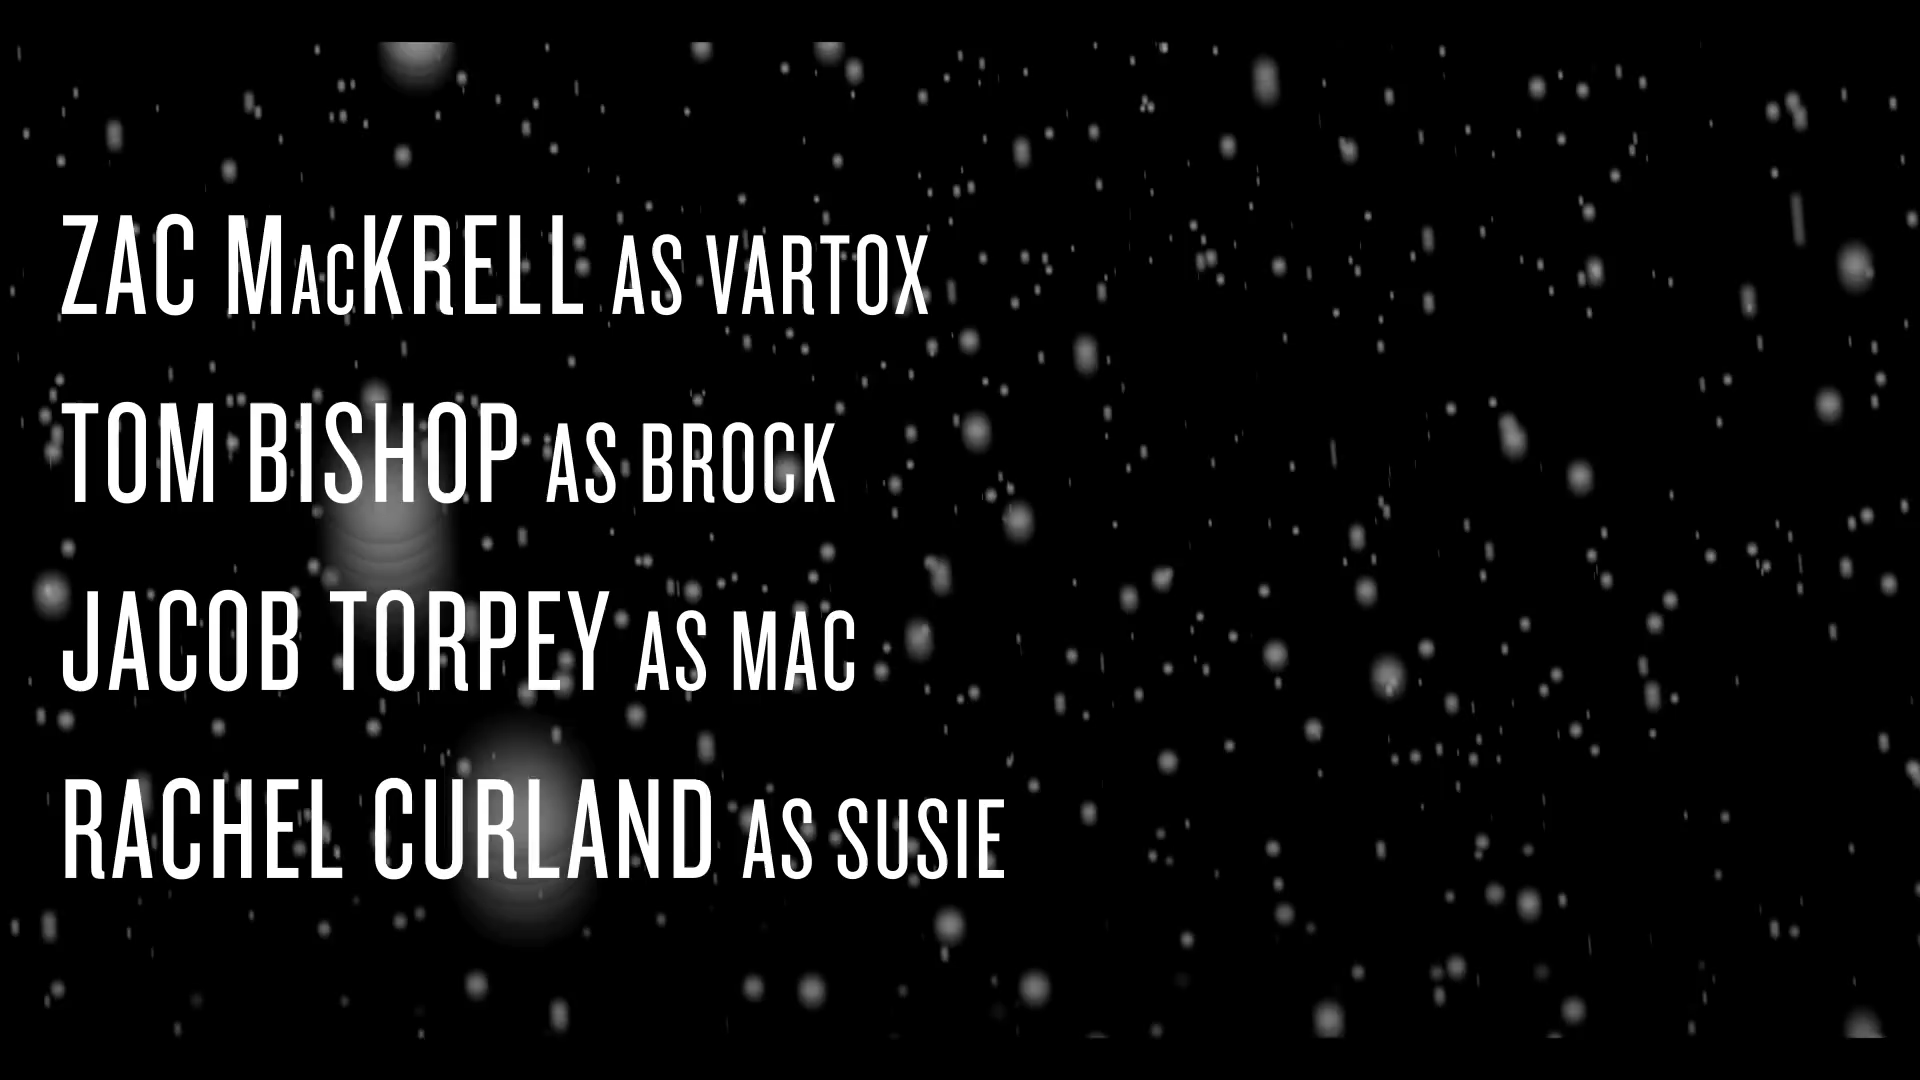 ZAC MacKRELL AS VARTOX
TOM BISHOP AS BROCK
JACOB TORPEY AS MAC
RACHEL CURLAND AS SUSIE